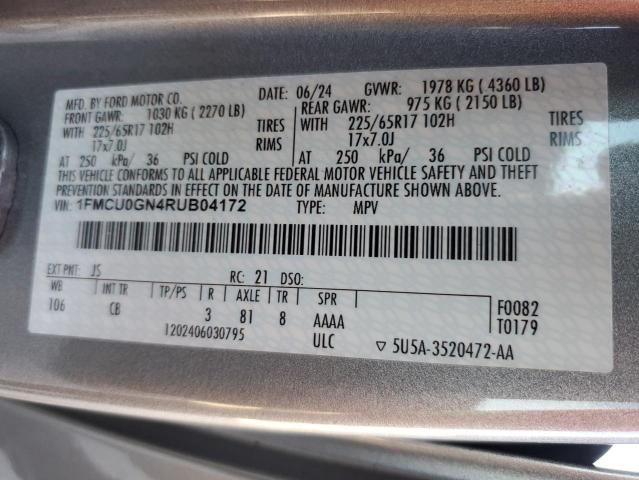 MFD. BY FORD MOTOR CO.
DATE: 06/24 GVWR: 1978 KG ( 4360 LB)
FRONT GAWR: 1030 KG ( 2270 LB) REAR GAWR: 975 KG ( 2150 LB)
WITH 225/65R17 102H TIRES WITH 225/65R17 102H TIRES
17x7.0J RIMS 17x7.0J RIMS
AT 250 kPa/ 36 PSI COLD AT 250 kPa/ 36 PSI COLD
THIS VEHICLE CONFORMS TO ALL APPLICABLE FEDERAL MOTOR VEHICLE SAFETY AND THEFT
PREVENTION STANDARDS IN EFFECT ON THE DATE OF MANUFACTURE SHOWN ABOVE.
VIN: 1FMCU0GN4RUB04172 TYPE: MPV
EXT PNT: JS RC: 21 DSO:
WB INT TR TP/PS R AXLE TR SPR F0082
106 CB 3 81 8 AAAA T0179
1202406030795 ULC ▽ 5U5A-3520472-AA